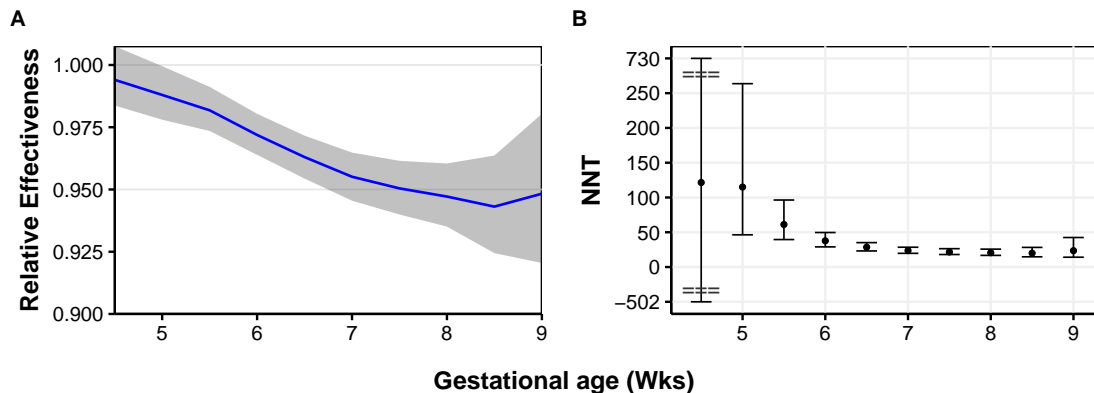 A
Relative Effectiveness
1.000
0.975
0.950
0.925
0.900
5 6 7 8 9
B
NNT
730
250
200
150
100
50
0
−502
5 6 7 8 9
Gestational age (Wks)